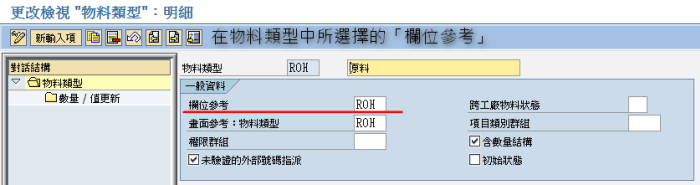 更改檢視 "物料類型"：明細
新輸入項 在物料類型中所選擇的「欄位參考」
對話結構
物料類型
數量 / 值更新
物料類型 ROH 原料
一般資料
欄位參考 ROH 跨工廠物料狀態
畫面參考：物料類型 ROH 項目類別群組
權限群組 含數量結構
未驗證的外部號碼指派 初始狀態